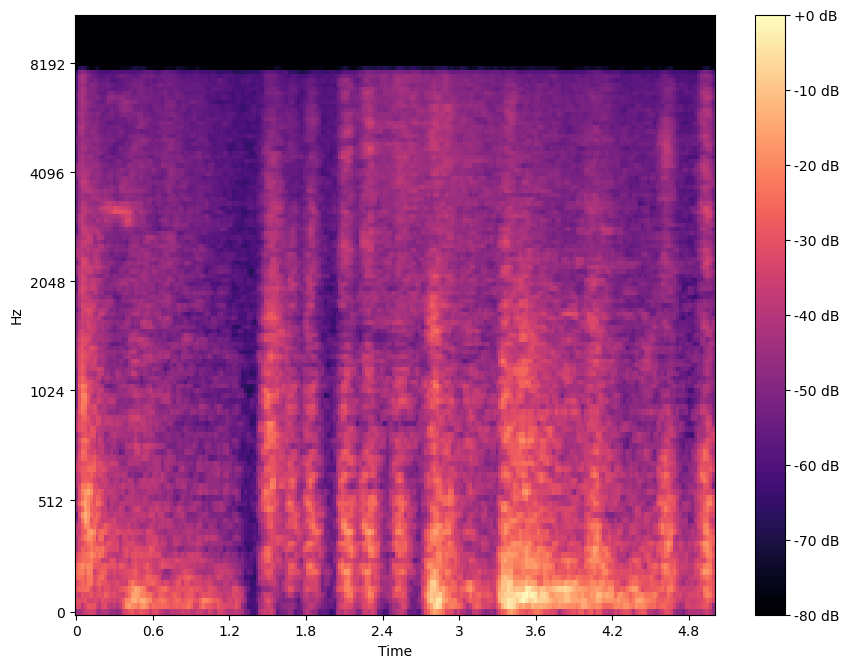 +0 dB
8192
-10 dB
4096
-20 dB
-30 dB
2048
Hz
-40 dB
1024
-50 dB
512
-60 dB
-70 dB
0
-80 dB
0 0.6 1.2 1.8 2.4 3 3.6 4.2 4.8
Time